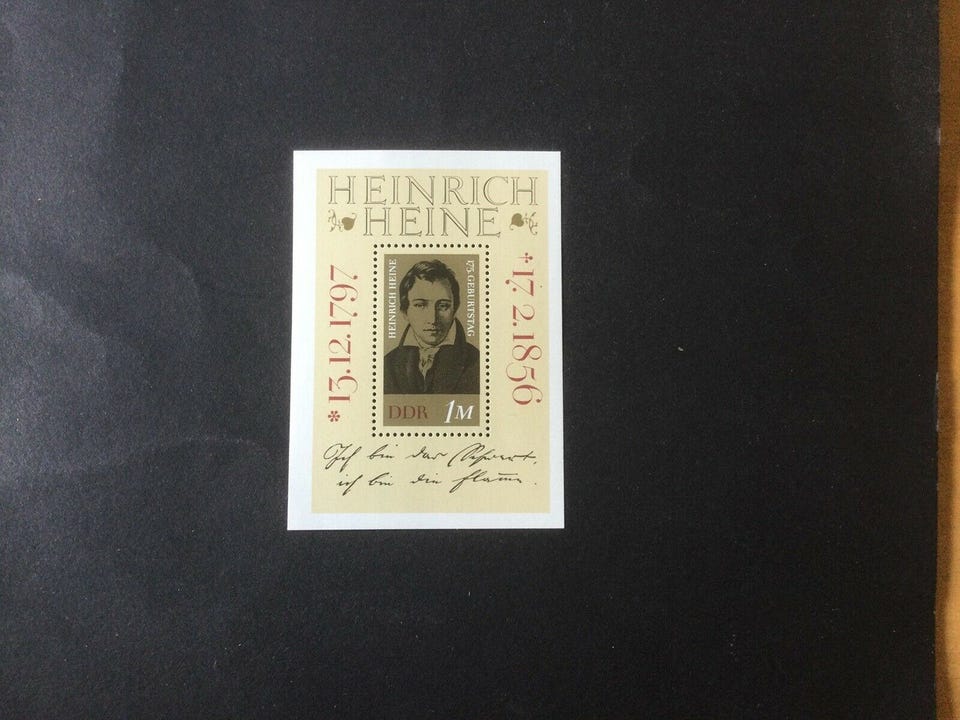 HEINRICH
HEINE
* 13.12.1797
HEINRICH HEINE
175. GEBURTSTAG
† 17.2.1856
DDR 1M
Ich bin das Schwert,
ich bin die Flamme.